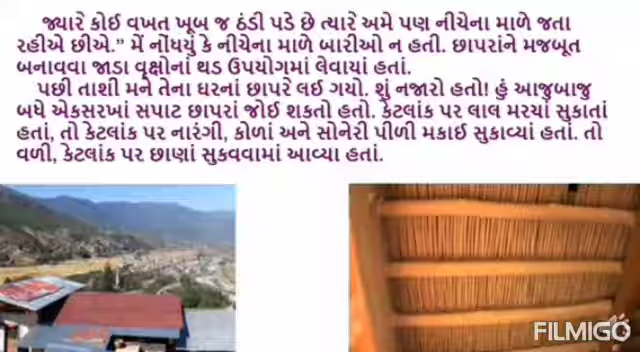 જ્યારે કોઈ વખત ખૂબ જ ઠંડી પડે છે ત્યારે અમે પણ નીચેના માળે જતા
રહીએ છીએ.” મેં નોંધયું કે નીચેના માળે બારીઓ ન હતી. છાપરાંને મજબૂત
બનાવવા જાડા વૃક્ષોનાં થડ ઉપયોગમાં લેવાયાં હતાં.
પછી તાશી મને તેના ઘરનાં છાપરે લઈ ગયો. શું નજારો હતો! હું આજુબાજુ
બધે એકસરખાં સપાટ છાપરાં જોઈ શકતો હતો. કેટલાંક પર લાલ મરચાં સુકાતાં
હતાં, તો કેટલાંક પર નારંગી, કોળાં અને સોનેરી પીળી મકાઈ સુકાવ્યાં હતાં. તો
વળી, કેટલાંક પર છાણાં સુકવવામાં આવ્યા હતાં.
FILMIGO